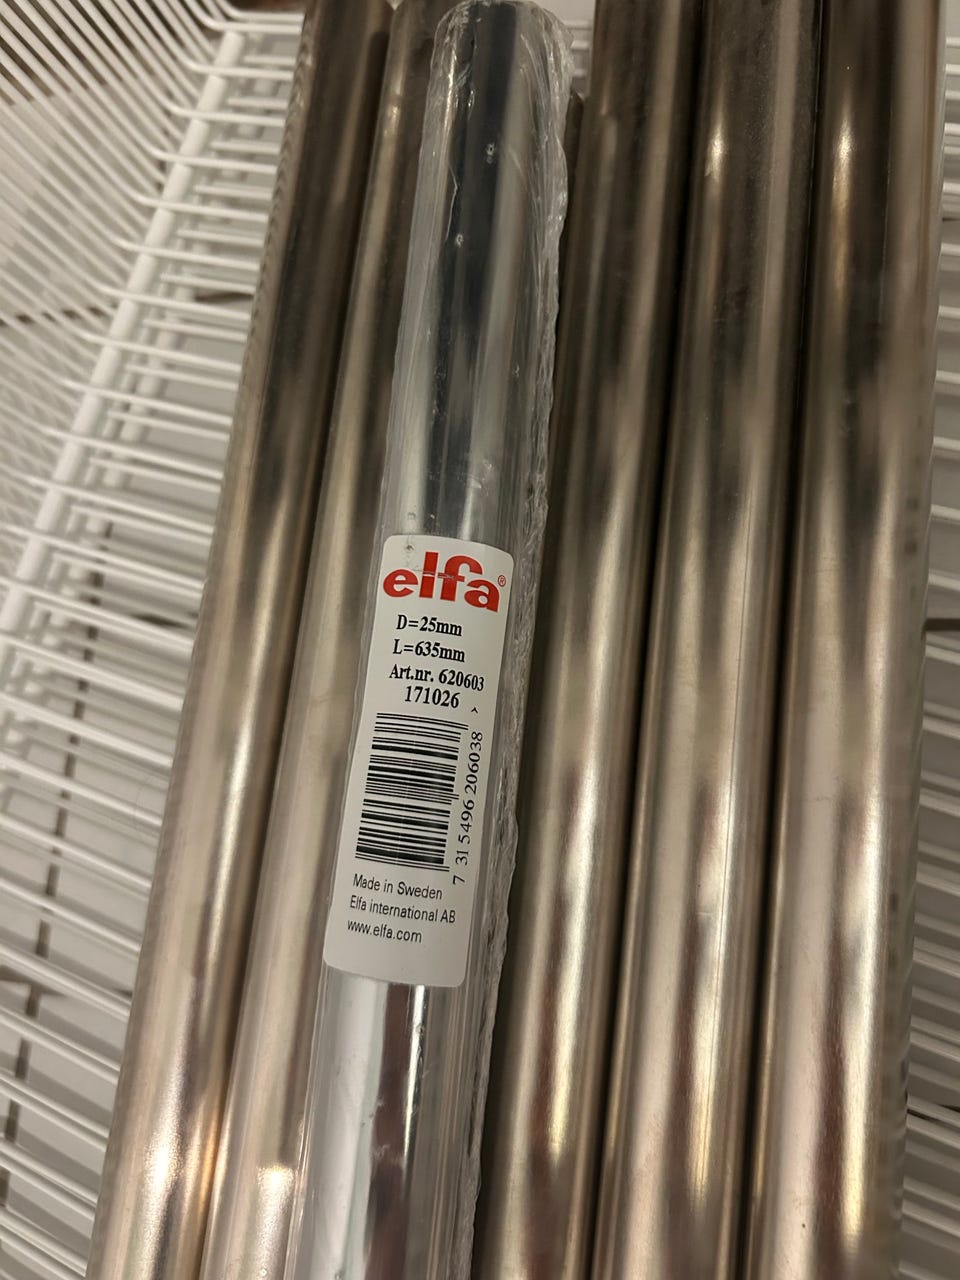 elfa®
D=25mm
L=635mm
Art.nr. 620603
171026
7 315496 206038
Made in Sweden
Elfa international AB
www.elfa.com